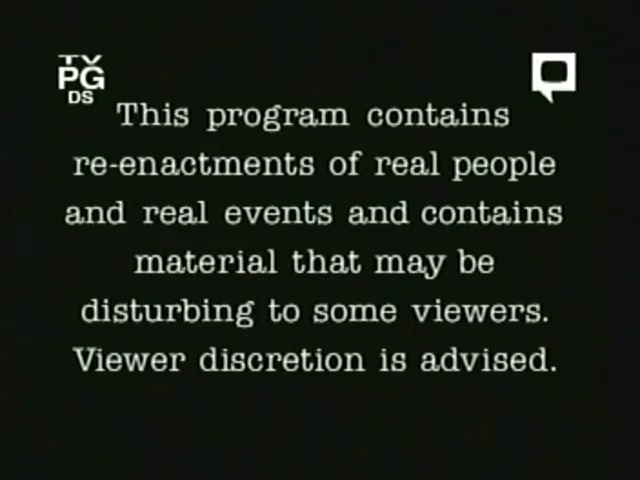 TV
PG
DS
This program contains
re-enactments of real people
and real events and contains
material that may be
disturbing to some viewers.
Viewer discretion is advised.